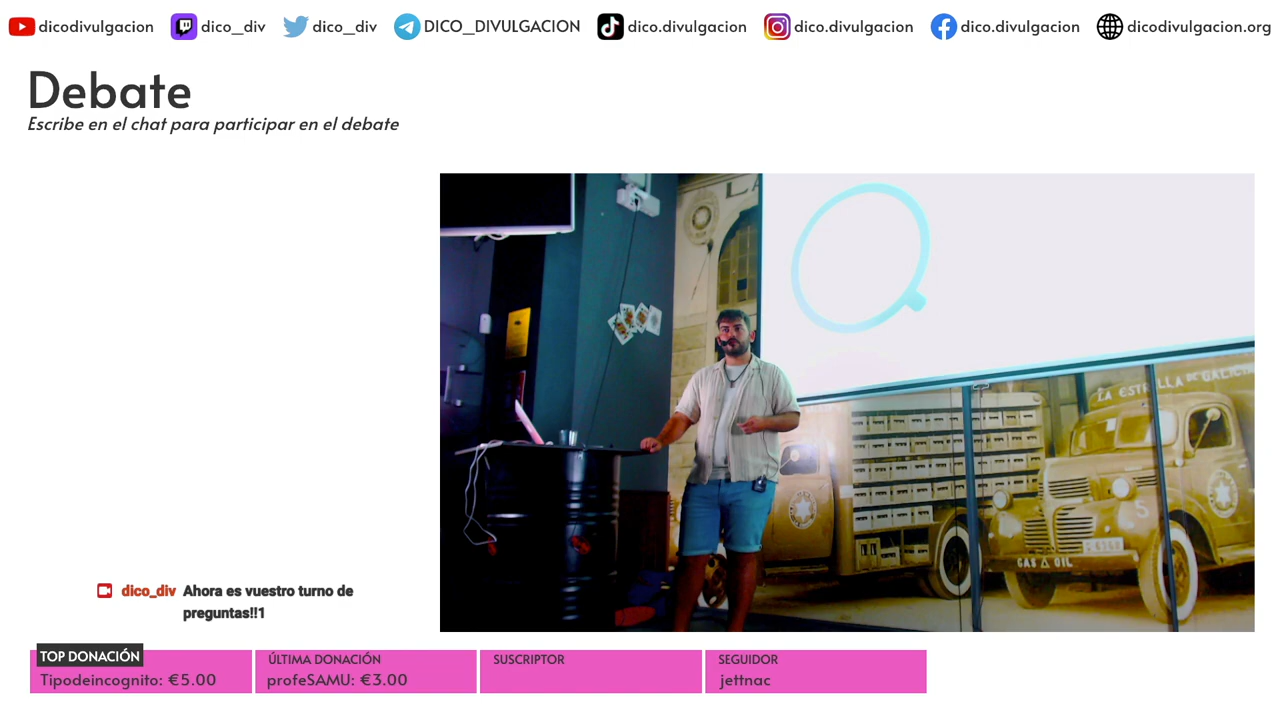 dicodivulgacion dico_div dico_div DICO_DIVULGACION dico.divulgacion dico.divulgacion dico.divulgacion dicodivulgacion.org
Debate
Escribe en el chat para participar en el debate
LA ESTRELLA DE GALICIA
5
GAS OIL
dico_div Ahora es vuestro turno de
preguntas!!1
TOP DONACIÓN
Tipodeincognito: €5.00
ÚLTIMA DONACIÓN
profeSAMU: €3.00
SUSCRIPTOR
SEGUIDOR
jettnac